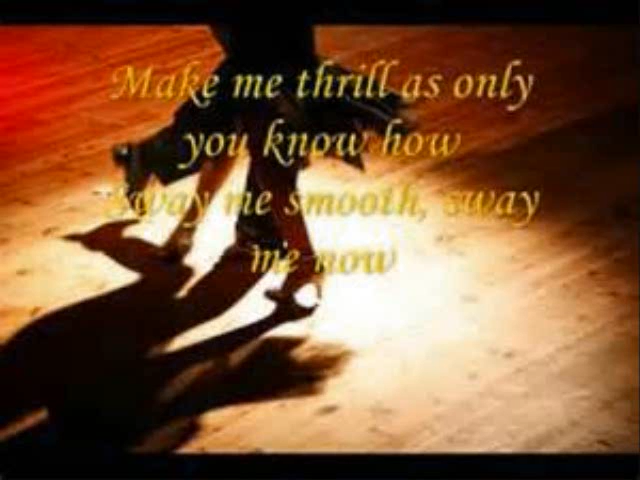 Make me thrill as only
you know how
sway me smooth, sway
me now